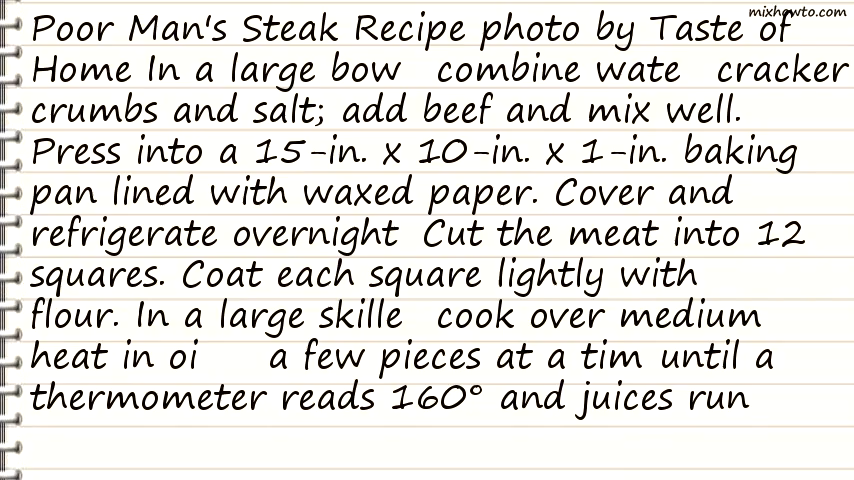 mixhowto.com
Poor Man's Steak Recipe photo by Taste of
Home In a large bow combine wate cracker
crumbs and salt; add beef and mix well.
Press into a 15-in. x 10-in. x 1-in. baking
pan lined with waxed paper. Cover and
refrigerate overnight Cut the meat into 12
squares. Coat each square lightly with
flour. In a large skille cook over medium
heat in oi a few pieces at a tim until a
thermometer reads 160° and juices run